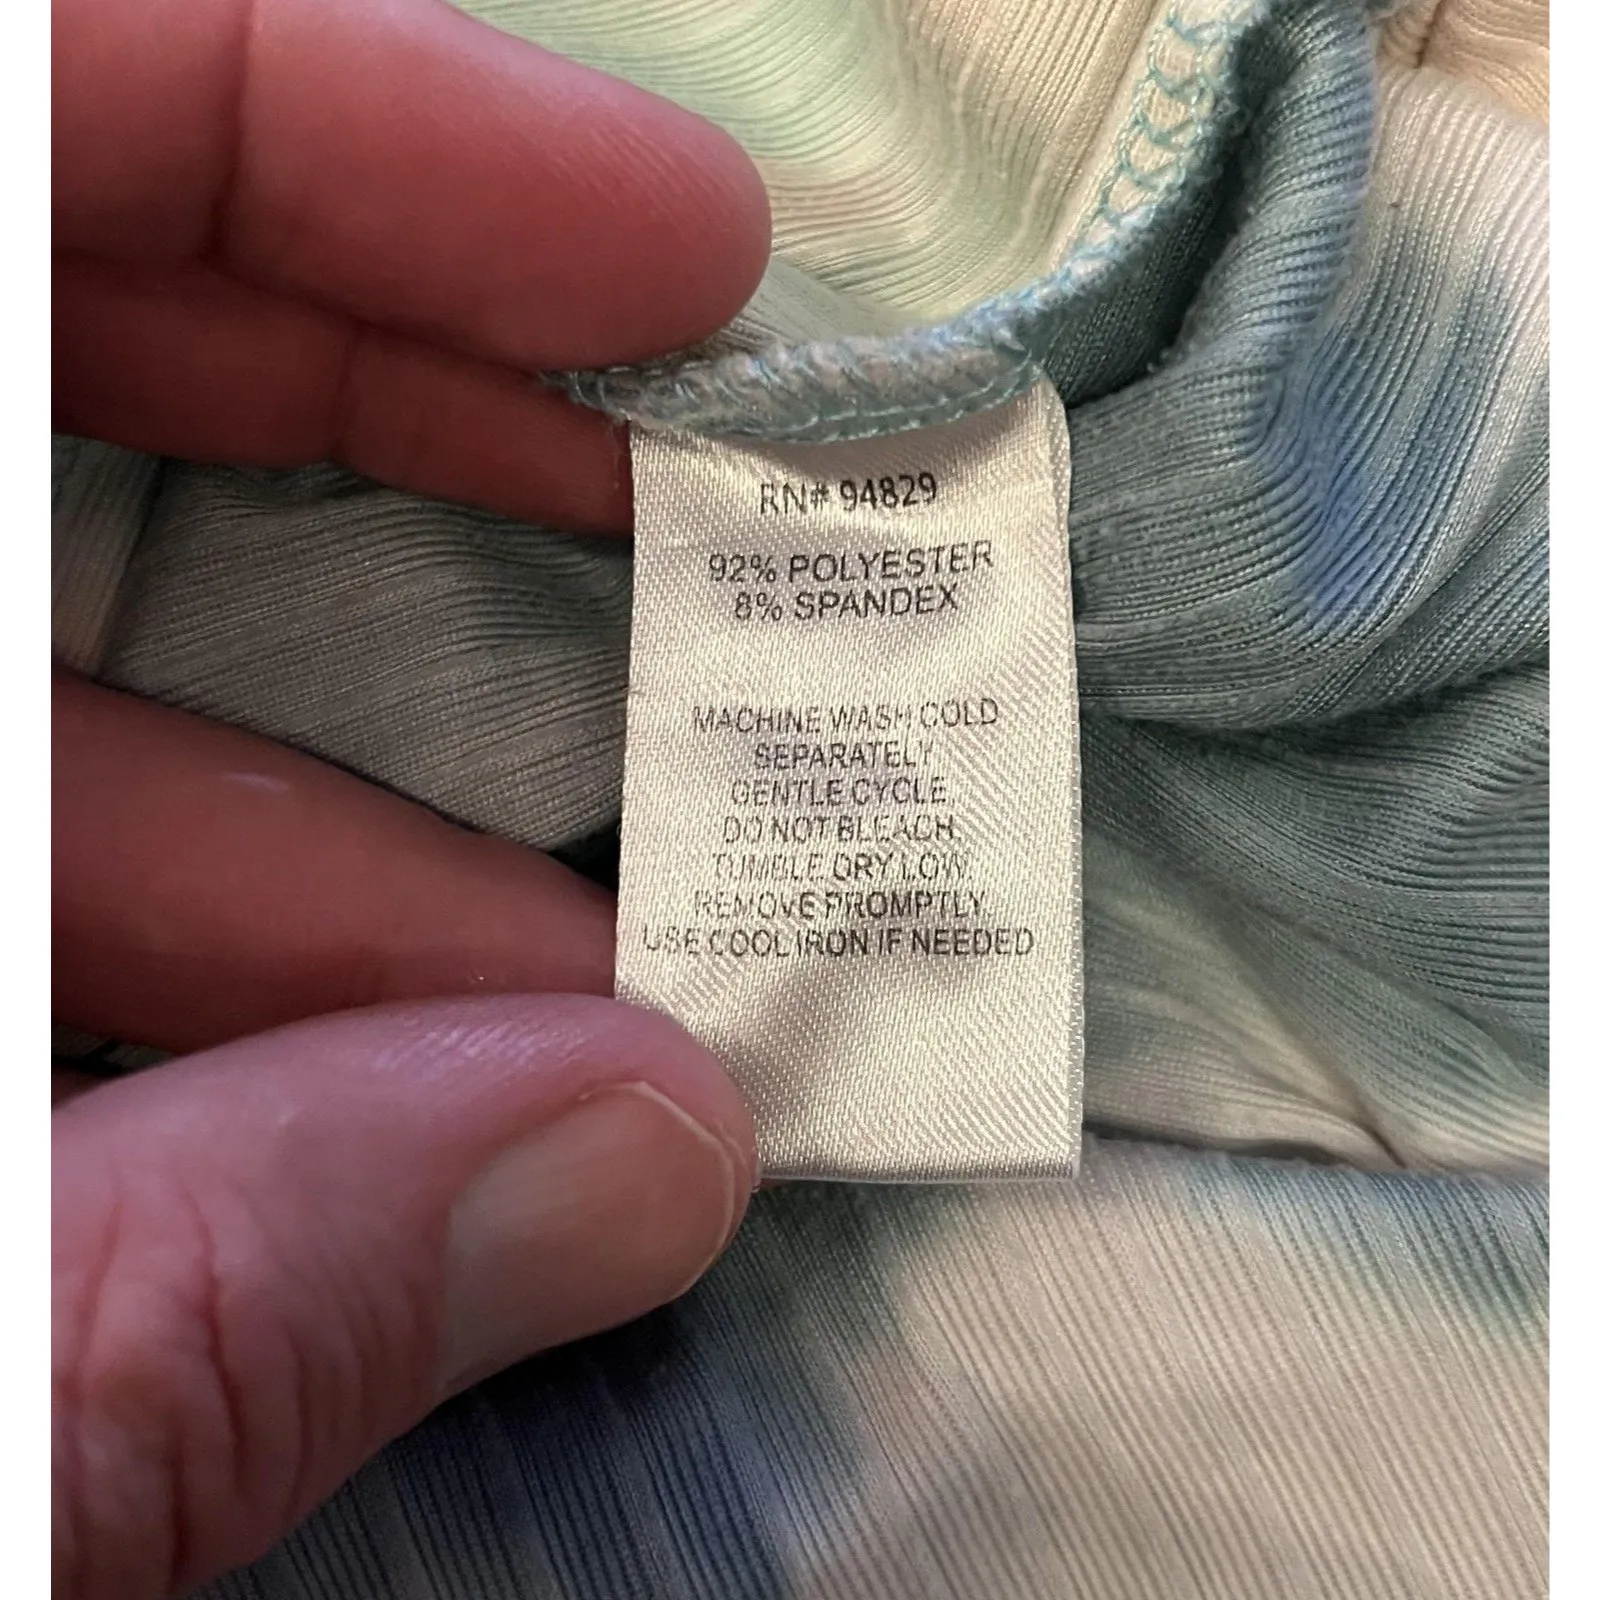 RN# 94829
92% POLYESTER
8% SPANDEX
MACHINE WASH COLD
SEPARATELY
GENTLE CYCLE
DO NOT BLEACH
TUMBLE DRY LOW
REMOVE PROMPTLY
USE COOL IRON IF NEEDED